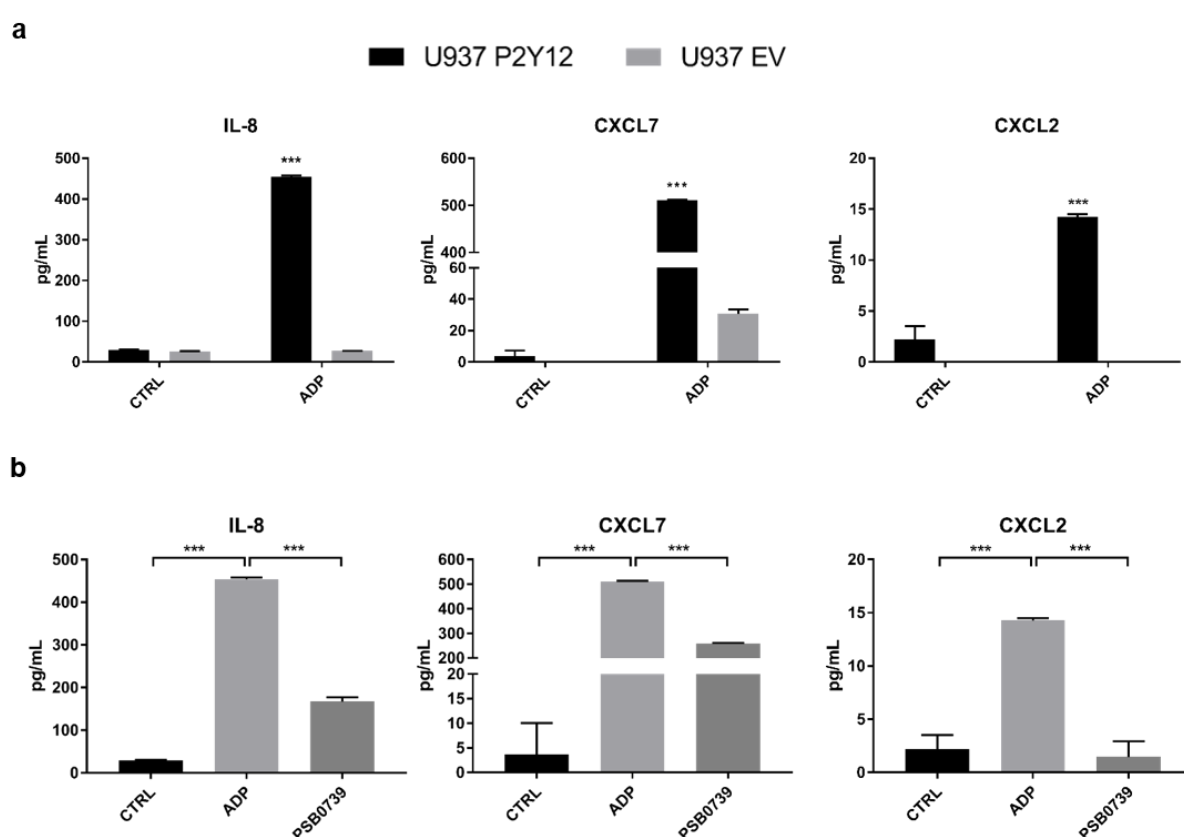 a
U937 P2Y12 U937 EV
IL-8 CXCL7 CXCL2
pg/mL
500
400
300
200
100
0
CTRL
ADP
***
pg/mL
600
500
400
60
40
20
0
CTRL
ADP
***
pg/mL
20
15
10
5
0
CTRL
ADP
***
b
IL-8 CXCL7 CXCL2
pg/mL
500
400
300
200
100
0
CTRL
ADP
PSB0739
*** ***
pg/mL
600
500
400
300
200
20
15
10
5
0
CTRL
ADP
PSB0739
*** ***
pg/mL
20
15
10
5
0
CTRL
ADP
PSB0739
*** ***